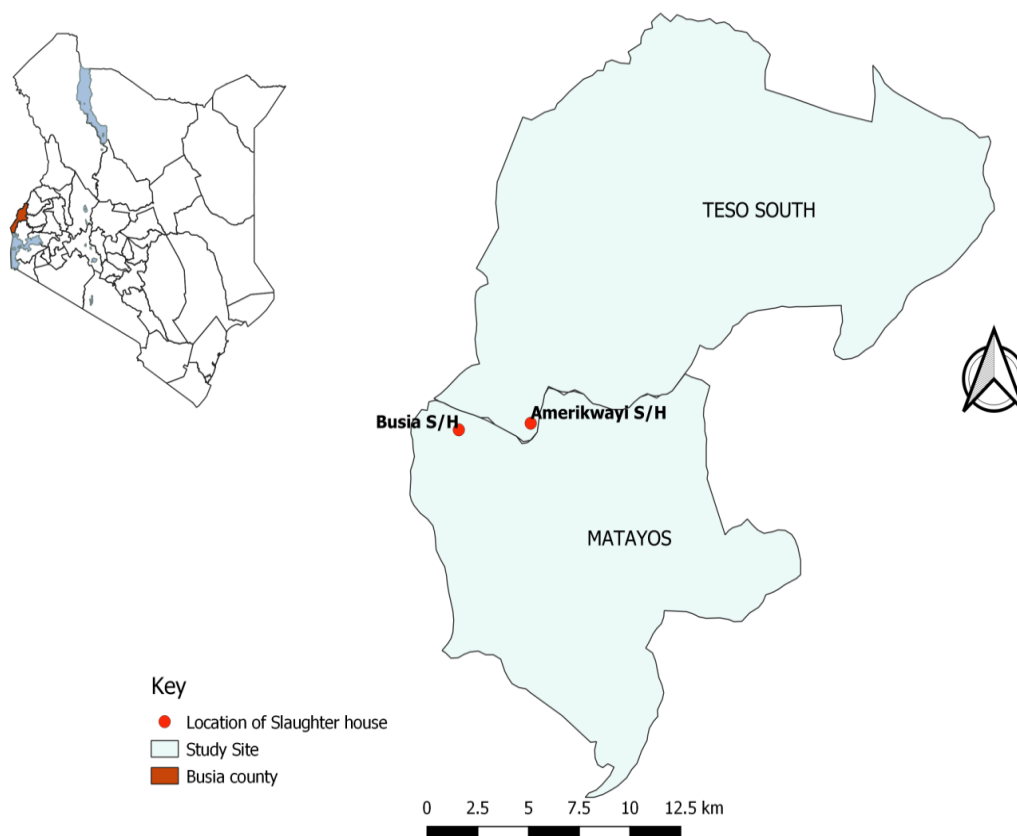 TESO SOUTH
Amerikwayi S/H
Busia S/H
MATAYOS
Key
Location of Slaughter house
Study Site
Busia county
0 2.5 5 7.5 10 12.5 km